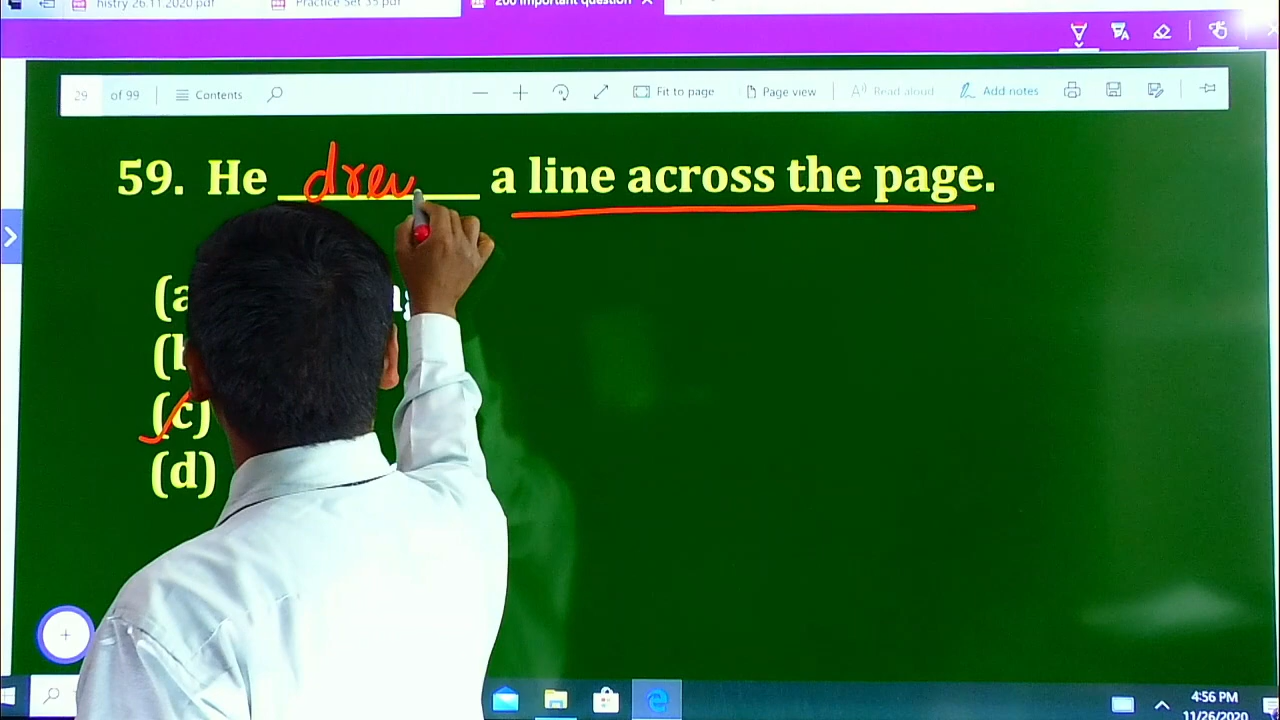 histry 26.11.2020 pdf
Practice Set 35 pdf
200 important question
29 of 99 Contents Fit to page Page view Read aloud Add notes
59. He drew a line across the page.
(a
(b
(c)
(d)
4:56 PM
11/26/2020